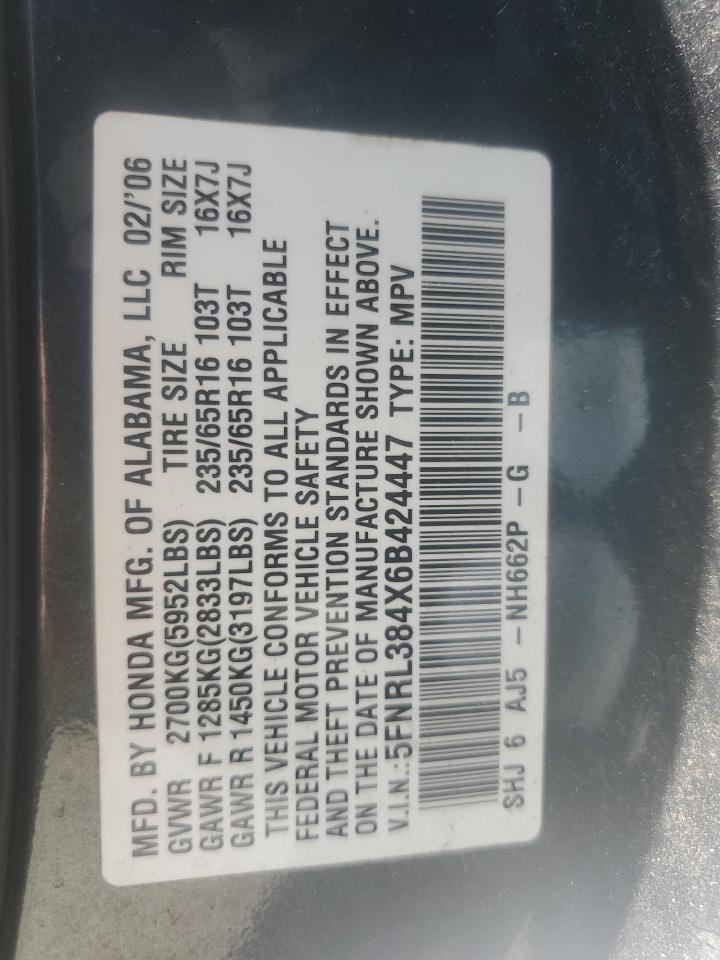 MFD. BY HONDA MFG. OF ALABAMA, LLC 02/'06
GVWR 2700KG(5952LBS) TIRE SIZE RIM SIZE
GAWR F 1285KG(2833LBS) 235/65R16 103T 16X7J
GAWR R 1450KG(3197LBS) 235/65R16 103T 16X7J
THIS VEHICLE CONFORMS TO ALL APPLICABLE
FEDERAL MOTOR VEHICLE SAFETY
AND THEFT PREVENTION STANDARDS IN EFFECT
ON THE DATE OF MANUFACTURE SHOWN ABOVE.
V.I.N.:5FNRL384X6B424447 TYPE: MPV
SHJ 6 AJ5 -NH662P -G -B